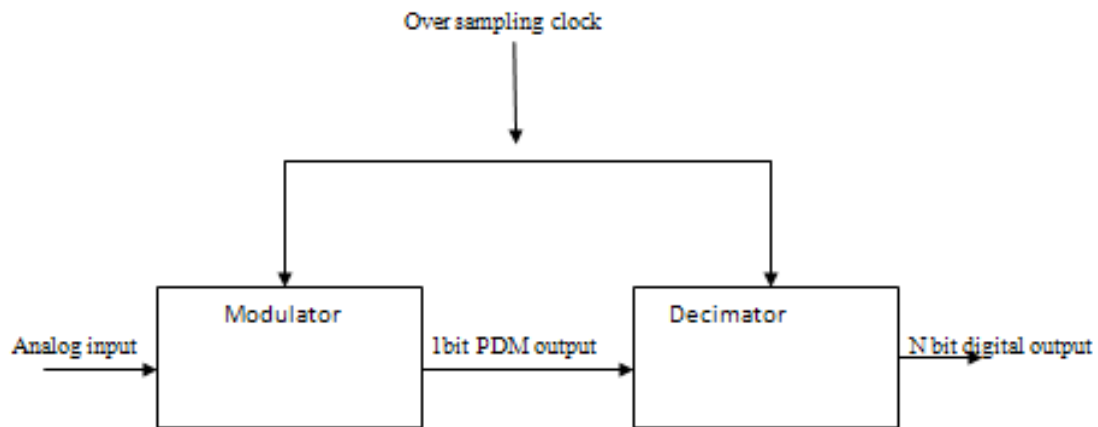 Over sampling clock
Modulator
Decimator
Analog input
1bit PDM output
N bit digital output